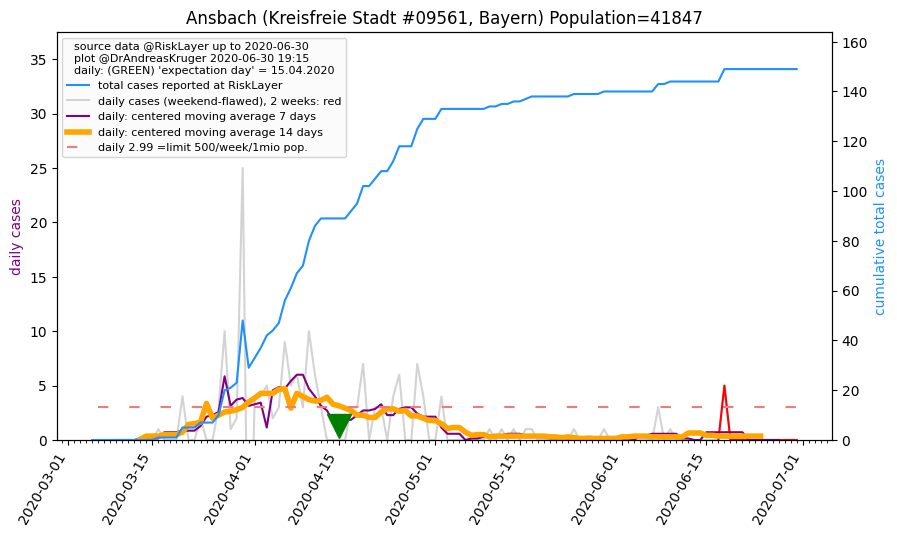 Ansbach (Kreisfreie Stadt #09561, Bayern) Population=41847
source data @RiskLayer up to 2020-06-30
plot @DrAndreasKruger 2020-06-30 19:15
daily: (GREEN) 'expectation day' = 15.04.2020
total cases reported at RiskLayer
daily cases (weekend-flawed), 2 weeks: red
daily: centered moving average 7 days
daily: centered moving average 14 days
daily 2.99 =limit 500/week/1mio pop.
daily cases
35
30
25
20
15
10
5
0
cumulative total cases
160
140
120
100
80
60
40
20
0
2020-03-01
2020-03-15
2020-04-01
2020-04-15
2020-05-01
2020-05-15
2020-06-01
2020-06-15
2020-07-01